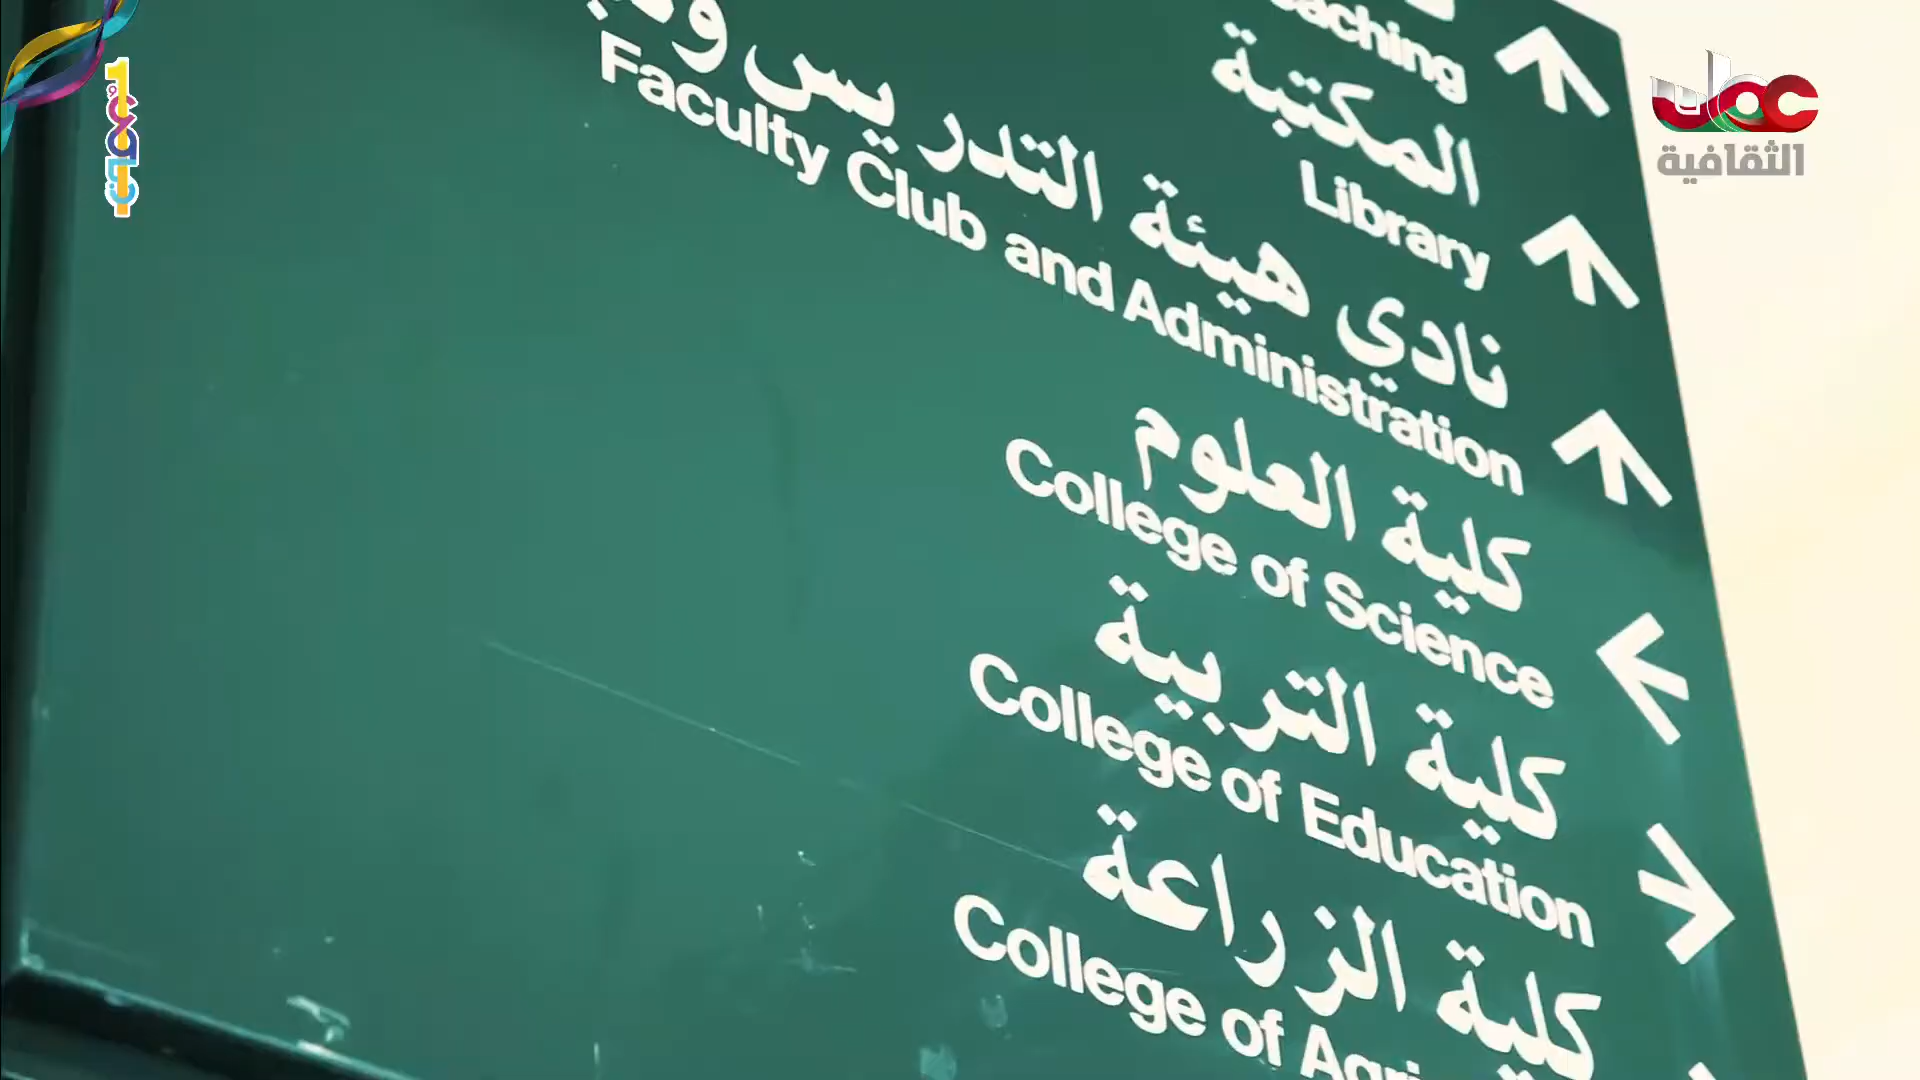 المكتبة
Library
نادي هيئة التدريس
Faculty Club and Administration
كلية العلوم
College of Science
كلية التربية
College of Education
كلية الزراعة
College of
عمان
الثقافية